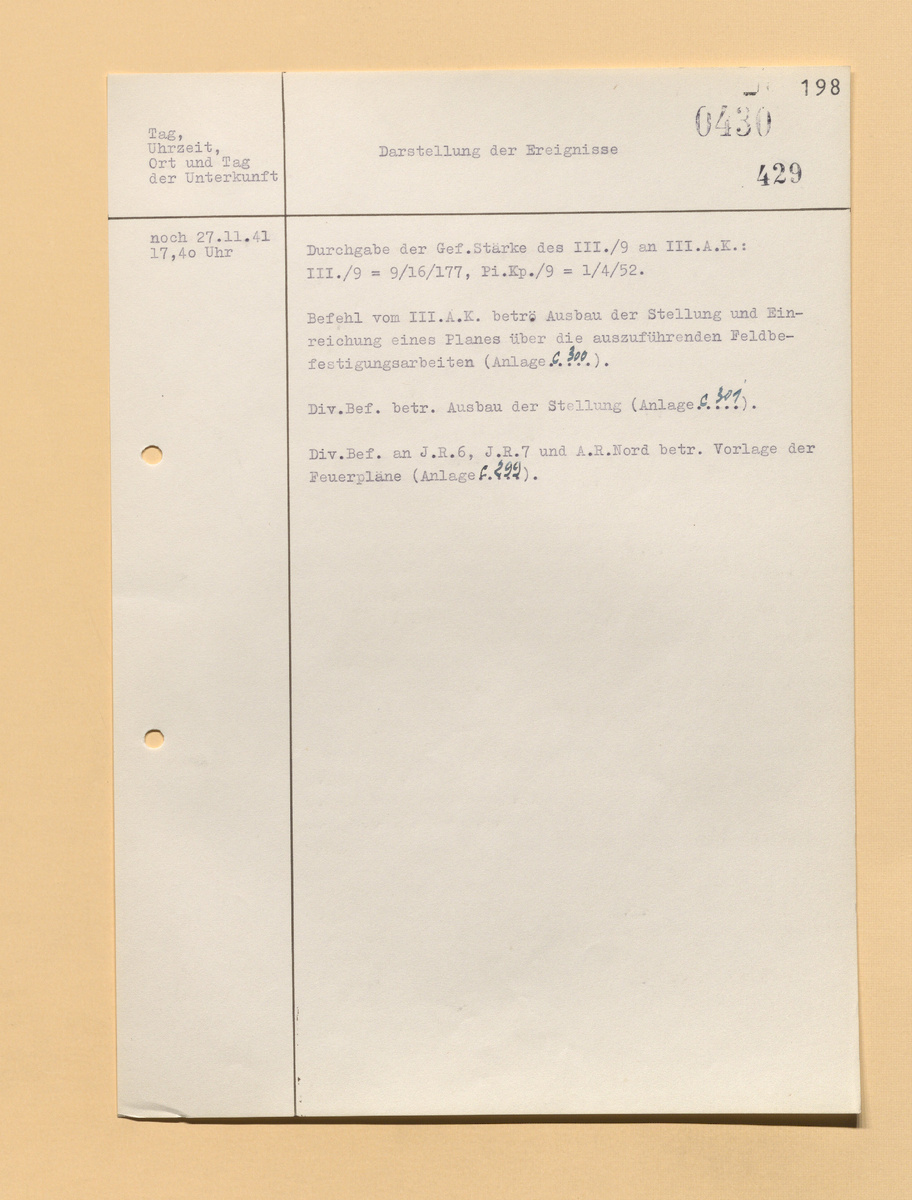 198
0430
429
Tag,
Uhrzeit,
Ort und Tag
der Unterkunft
Darstellung der Ereignisse
noch 27.11.41
17,4o Uhr
Durchgabe der Gef.Stärke des III./9 an III.A.K.:
III./9 = 9/16/177, Pi.Kp./9 = 1/4/52.
Befehl vom III.A.K. betr. Ausbau der Stellung und Ein-
reichung eines Planes über die auszuführenden Feldbe-
festigungsarbeiten (Anlage C.300.).
Div.Bef. betr. Ausbau der Stellung (Anlage C.301).
Div.Bef. an J.R.6, J.R.7 und A.R.Nord betr. Vorlage der
Feuerpläne (Anlage C.299).